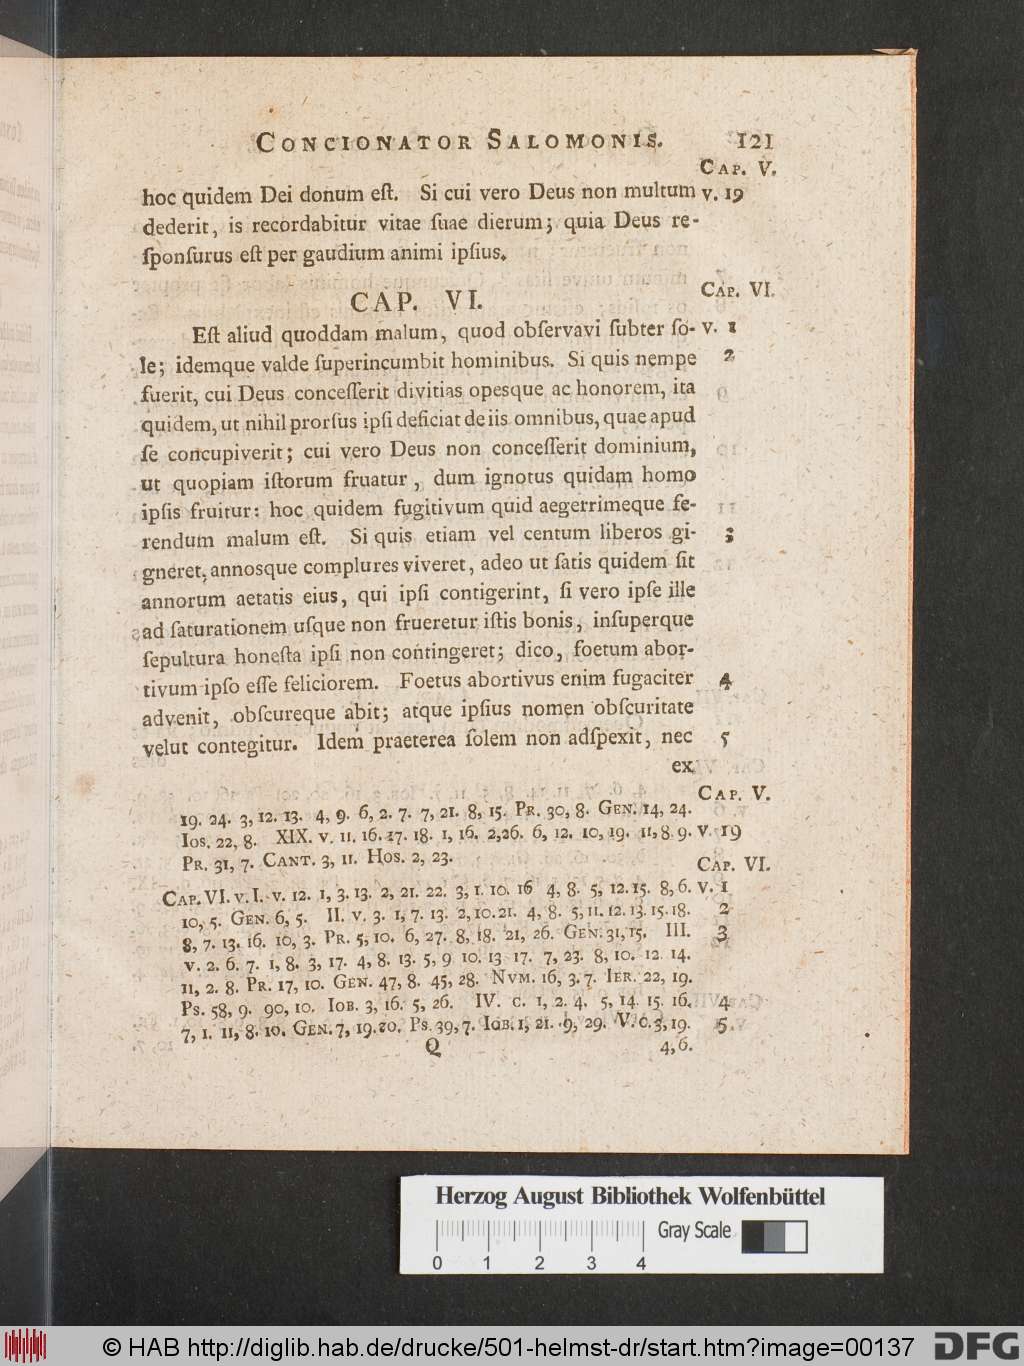 CONCIONATOR SALOMONIS. 121
CAP. V.
hoc quidem Dei donum eſt. Si cui vero Deus non multum v. 19
dederit, is recordabitur vitae ſuae dierum; quia Deus re-
ſponſurus eſt per gaudium animi ipſius.
CAP. VI. CAP. VI.
Eſt aliud quoddam malum, quod obſervavi ſubter ſo- v. 1
le; idemque valde ſuperincumbit hominibus. Si quis nempe 2
fuerit, cui Deus conceſſerit divitias opesque ac honorem, ita
quidem, ut nihil prorſus ipſi deficiat de iis omnibus, quae apud
ſe concupiverit; cui vero Deus non conceſſerit dominium,
ut quopiam iſtorum fruatur, dum ignotus quidam homo
ipſis fruitur: hoc quidem fugitivum quid aegerrimeque fe-
rendum malum eſt. Si quis etiam vel centum liberos gi- 3
gneret, annosque complures viveret, adeo ut ſatis quidem ſit
annorum aetatis eius, qui ipſi contigerint, ſi vero ipſe ille
ad ſaturationem uſque non frueretur iſtis bonis, inſuperque
ſepultura honeſta ipſi non contingeret; dico, foetum abor-
tivum ipſo eſſe feliciorem. Foetus abortivus enim fugaciter 4
advenit, obſcureque abit; atque ipſius nomen obſcuritate
velut contegitur. Idem praeterea ſolem non adſpexit, nec 5
ex
CAP. V.
19. 24. 3, 12. 13. 4, 9. 6, 2. 7. 7, 21. 8, 15. PR. 30, 8. GEN. 14, 24.
IOS. 22, 8. XIX. v. 11. 16. 17. 18. 1, 16. 2,26. 6, 12. 10, 19. 11, 8. 9. v. 19
PR. 31, 7. CANT. 3, 11. HOS. 2, 23.
CAP. VI.
CAP. VI. v. I. v. 12. 1, 3. 13. 2, 21. 22. 3, 1. 10. 16 4, 8. 5, 12. 15. 8, 6. v. 1
10, 5. GEN. 6, 5. II. v. 3. 1, 7. 13. 2, 10. 21. 4, 8. 5, 11. 12. 13. 15. 18. 2
8, 7. 13. 16. 10, 3. PR. 5, 10. 6, 27. 8, 18. 21, 26. GEN. 31, 15. III. 3
v. 2. 6. 7. 1, 8. 3, 17. 4, 8. 13. 5, 9 10. 13 17. 7, 23. 8, 10. 12 14.
11, 2. 8. PR. 17, 10. GEN. 47, 8. 45, 28. NVM. 16, 3. 7. IER. 22, 19.
PS. 58, 9. 90, 10. IOB. 3, 16. 5, 26. IV. c. 1, 2. 4. 5, 14 15. 16. 4
7, 1. 11, 8. 10. GEN. 7, 19. 20. PS. 39, 7. IOB. 1, 21. 9, 29. V. c. 3, 19. 5
Q 4, 6.
Herzog August Bibliothek Wolfenbüttel
Gray Scale
0 1 2 3 4
© HAB http://diglib.hab.de/drucke/501-helmst-dr/start.htm?image=00137 DFG